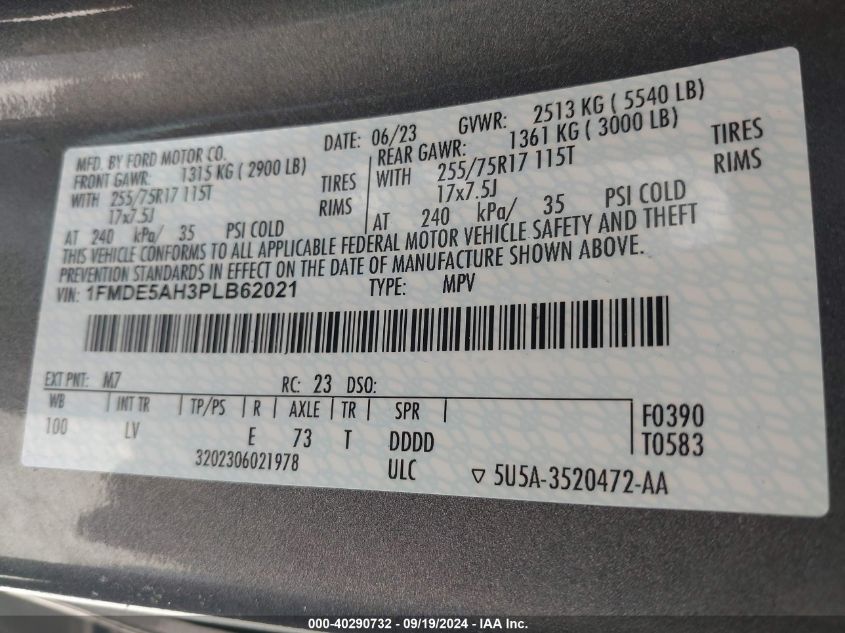 MFD. BY FORD MOTOR CO. DATE: 06/23 GVWR: 2513 KG ( 5540 LB)
FRONT GAWR: 1315 KG ( 2900 LB) REAR GAWR: 1361 KG ( 3000 LB)
WITH 255/75R17 115T TIRES WITH 255/75R17 115T TIRES
17x7.5J RIMS 17x7.5J RIMS
AT 240 kPa/ 35 PSI COLD AT 240 kPa/ 35 PSI COLD
THIS VEHICLE CONFORMS TO ALL APPLICABLE FEDERAL MOTOR VEHICLE SAFETY AND THEFT
PREVENTION STANDARDS IN EFFECT ON THE DATE OF MANUFACTURE SHOWN ABOVE.
VIN: 1FMDE5AH3PLB62021 TYPE: MPV
EXT PNT: M7 RC: 23 DSO:
WB INT TR TP/PS R AXLE TR SPR F0390
100 LV E 73 T DDDD T0583
3202306021978 ULC ▽ 5U5A-3520472-AA
000-40290732 - 09/19/2024 - IAA Inc.